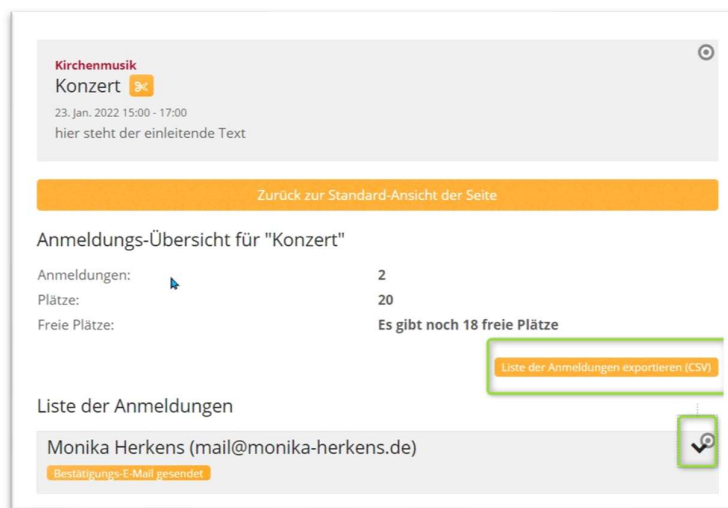 Kirchenmusik
Konzert
23. Jan. 2022 15:00 - 17:00
hier steht der einleitende Text
Zurück zur Standard-Ansicht der Seite
Anmeldungs-Übersicht für "Konzert"
Anmeldungen: 2
Plätze: 20
Freie Plätze: Es gibt noch 18 freie Plätze
Liste der Anmeldungen exportieren (CSV)
Liste der Anmeldungen
Monika Herkens (mail@monika-herkens.de)
Bestätigungs-E-Mail gesendet